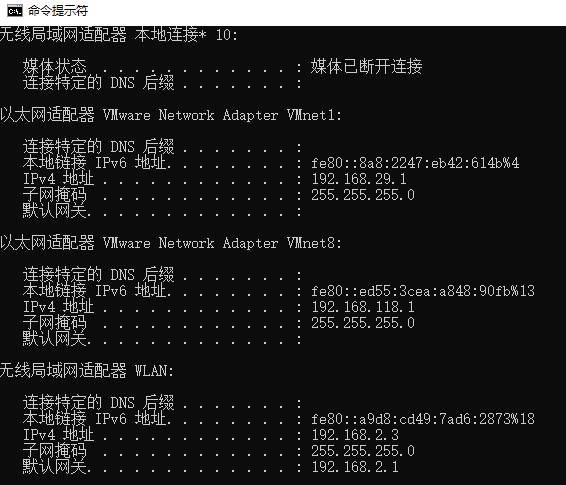 命令提示符
无线局域网适配器 本地连接* 10:
媒体状态 . . . . . . . . . . . . : 媒体已断开连接
连接特定的 DNS 后缀 . . . . . . . :
以太网适配器 VMware Network Adapter VMnet1:
连接特定的 DNS 后缀 . . . . . . . :
本地链接 IPv6 地址. . . . . . . . : fe80::8a8:2247:eb42:614b%4
IPv4 地址 . . . . . . . . . . . . : 192.168.29.1
子网掩码 . . . . . . . . . . . . : 255.255.255.0
默认网关. . . . . . . . . . . . . :
以太网适配器 VMware Network Adapter VMnet8:
连接特定的 DNS 后缀 . . . . . . . :
本地链接 IPv6 地址. . . . . . . . : fe80::ed55:3cea:a848:90fb%13
IPv4 地址 . . . . . . . . . . . . : 192.168.118.1
子网掩码 . . . . . . . . . . . . : 255.255.255.0
默认网关. . . . . . . . . . . . . :
无线局域网适配器 WLAN:
连接特定的 DNS 后缀 . . . . . . . :
本地链接 IPv6 地址. . . . . . . . : fe80::a9d8:cd49:7ad6:2873%18
IPv4 地址 . . . . . . . . . . . . : 192.168.2.3
子网掩码 . . . . . . . . . . . . : 255.255.255.0
默认网关. . . . . . . . . . . . . : 192.168.2.1